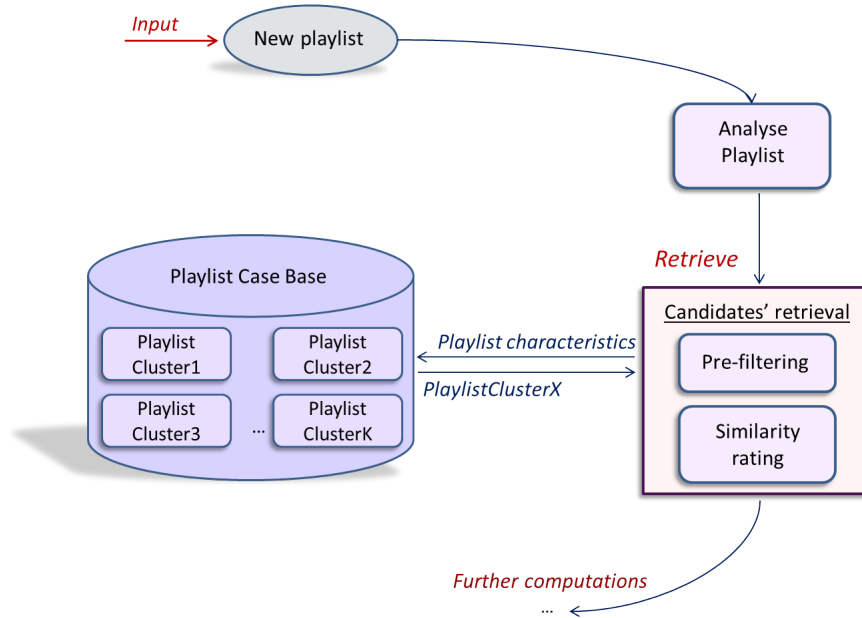 Input
New playlist
Analyse
Playlist
Retrieve
Playlist Case Base
Candidates' retrieval
Playlist
Cluster1
Playlist
Cluster2
Playlist characteristics
Pre-filtering
PlaylistClusterX
Playlist
Cluster3
...
Playlist
ClusterK
Similarity
rating
Further computations
...